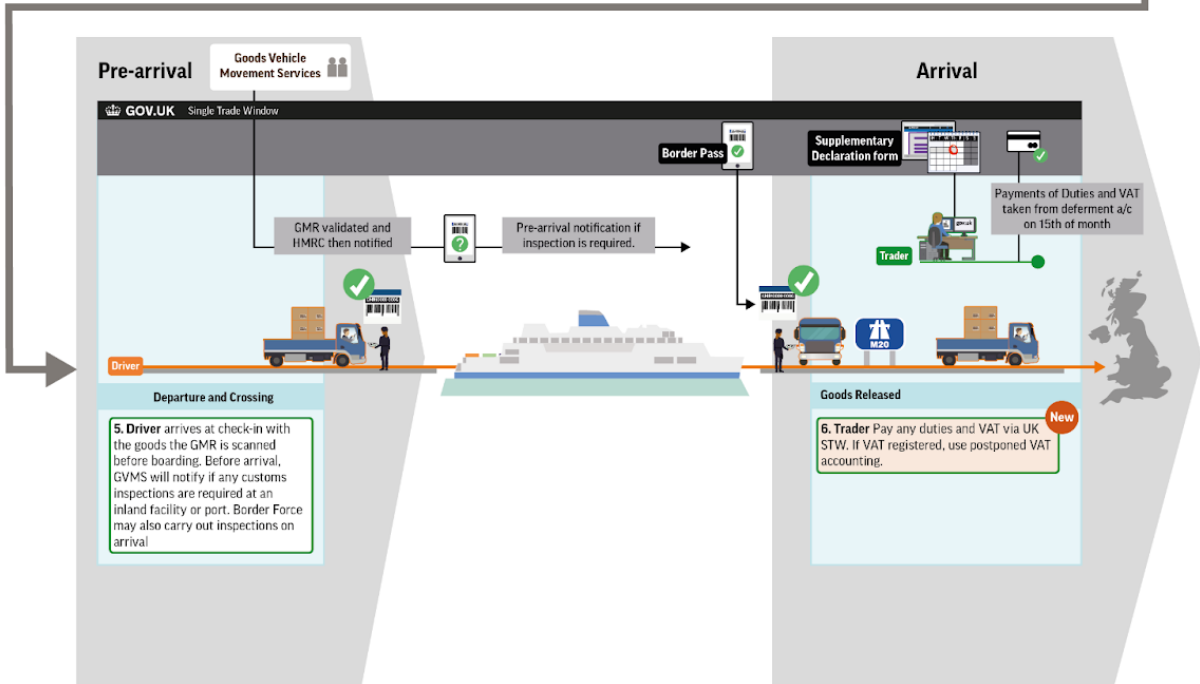 Pre-arrival
Goods Vehicle
Movement Services
Arrival
GOV.UK Single Trade Window
Border Pass
Supplementary
Declaration form
GMR validated and
HMRC then notified
Pre-arrival notification if
inspection is required.
Payments of Duties and VAT
taken from deferment a/c
on 15th of month
gov.uk
Trader
M20
Driver
Departure and Crossing
5. Driver arrives at check-in with
the goods the GMR is scanned
before boarding. Before arrival,
GVMS will notify if any customs
inspections are required at an
inland facility or port. Border Force
may also carry out inspections on
arrival
Goods Released
New
6. Trader Pay any duties and VAT via UK
STW. If VAT registered, use postponed VAT
accounting.